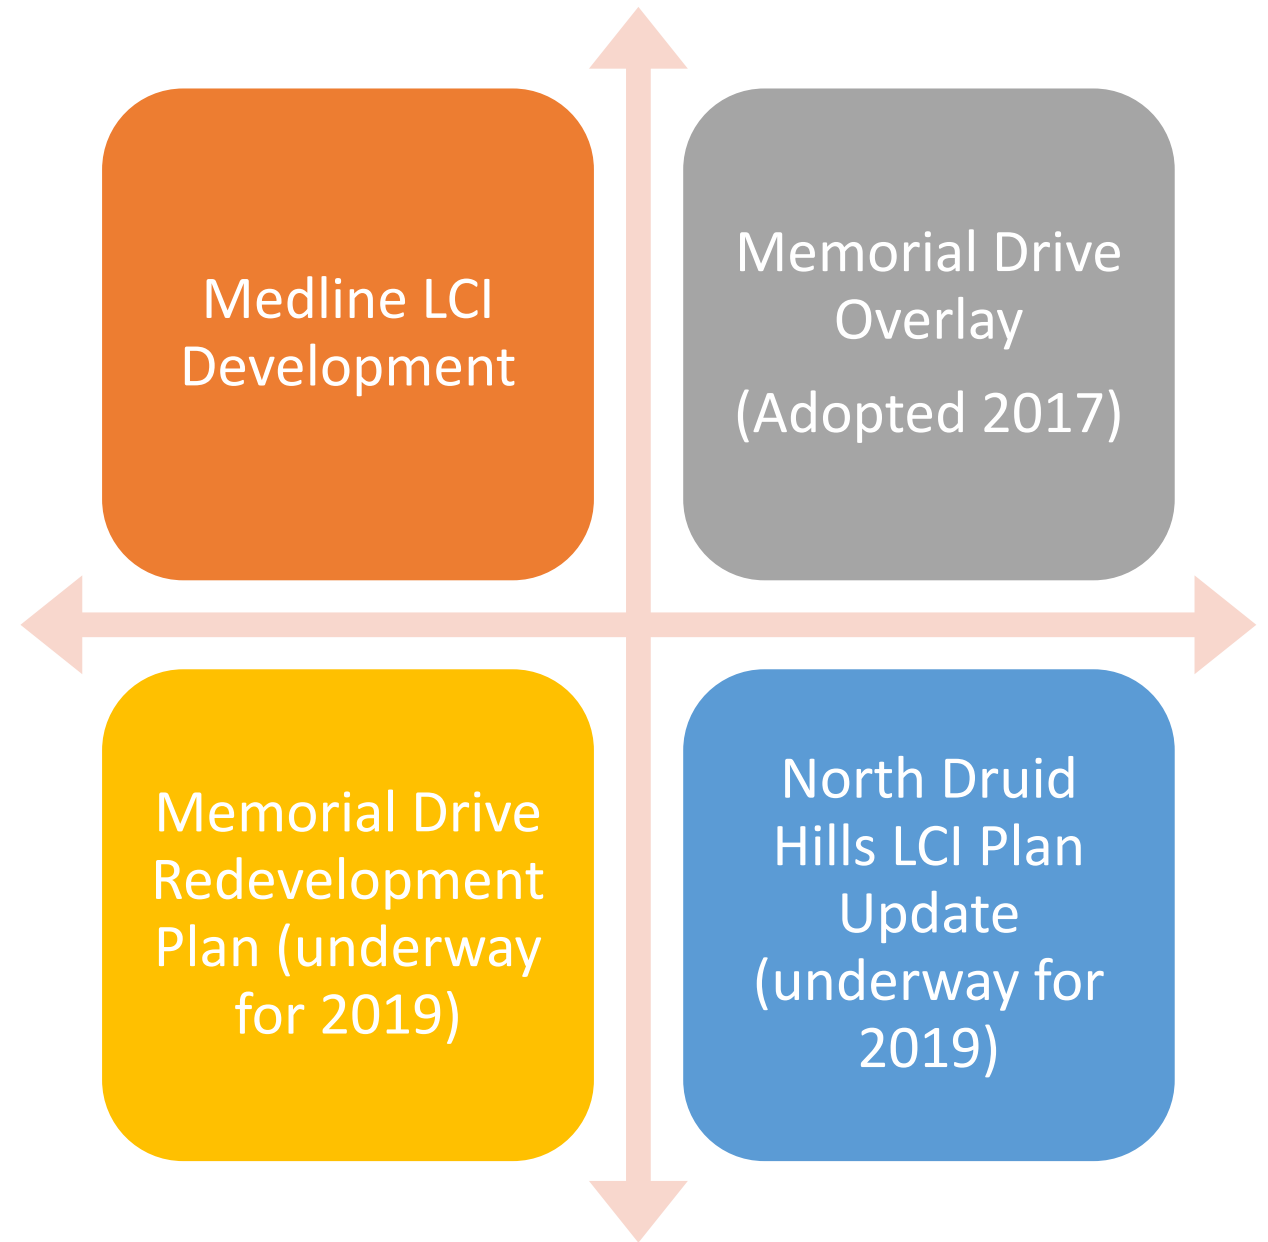 Medline LCI
Development
Memorial Drive
Overlay
(Adopted 2017)
Memorial Drive
Redevelopment
Plan (underway
for 2019)
North Druid
Hills LCI Plan
Update
(underway for
2019)